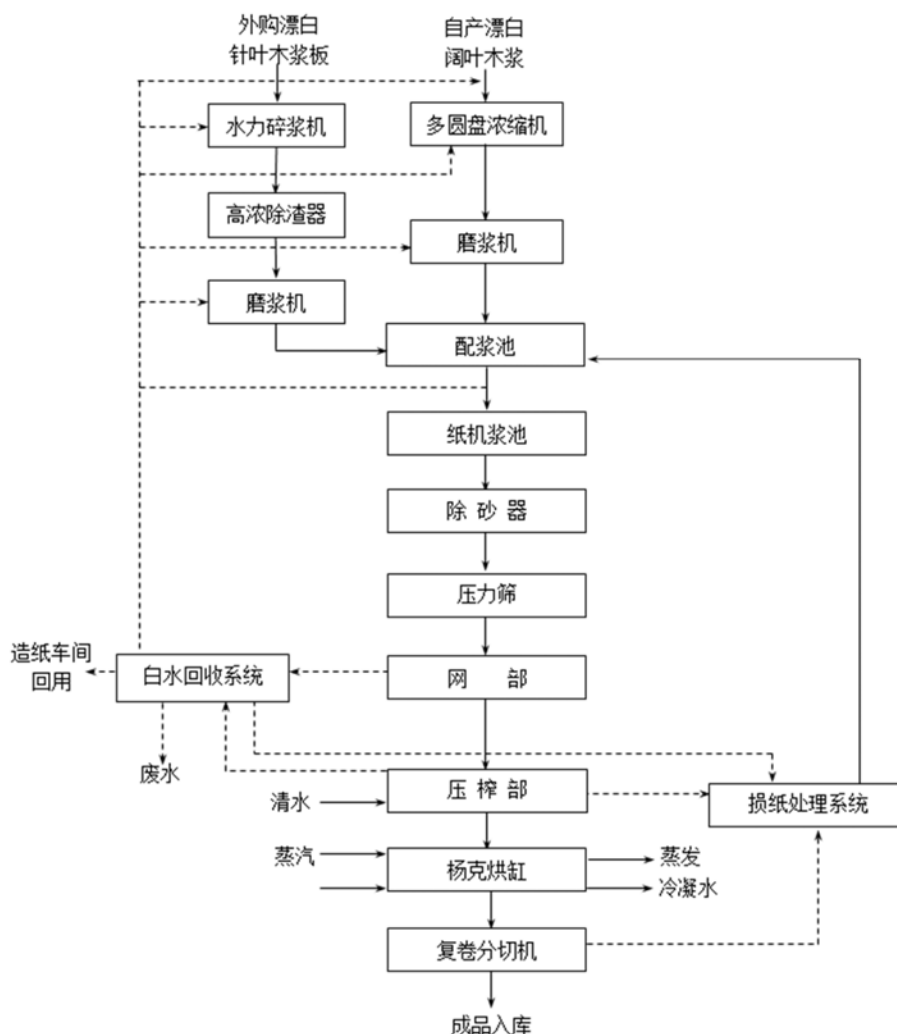 外购漂白
针叶木浆板
自产漂白
阔叶木浆
水力碎浆机
多圆盘浓缩机
高浓除渣器
磨浆机
磨浆机
配浆池
纸机浆池
除砂器
压力筛
造纸车间
回用
白水回收系统
网部
废水
清水
压榨部
损纸处理系统
蒸汽
杨克烘缸
蒸发
冷凝水
复卷分切机
成品入库